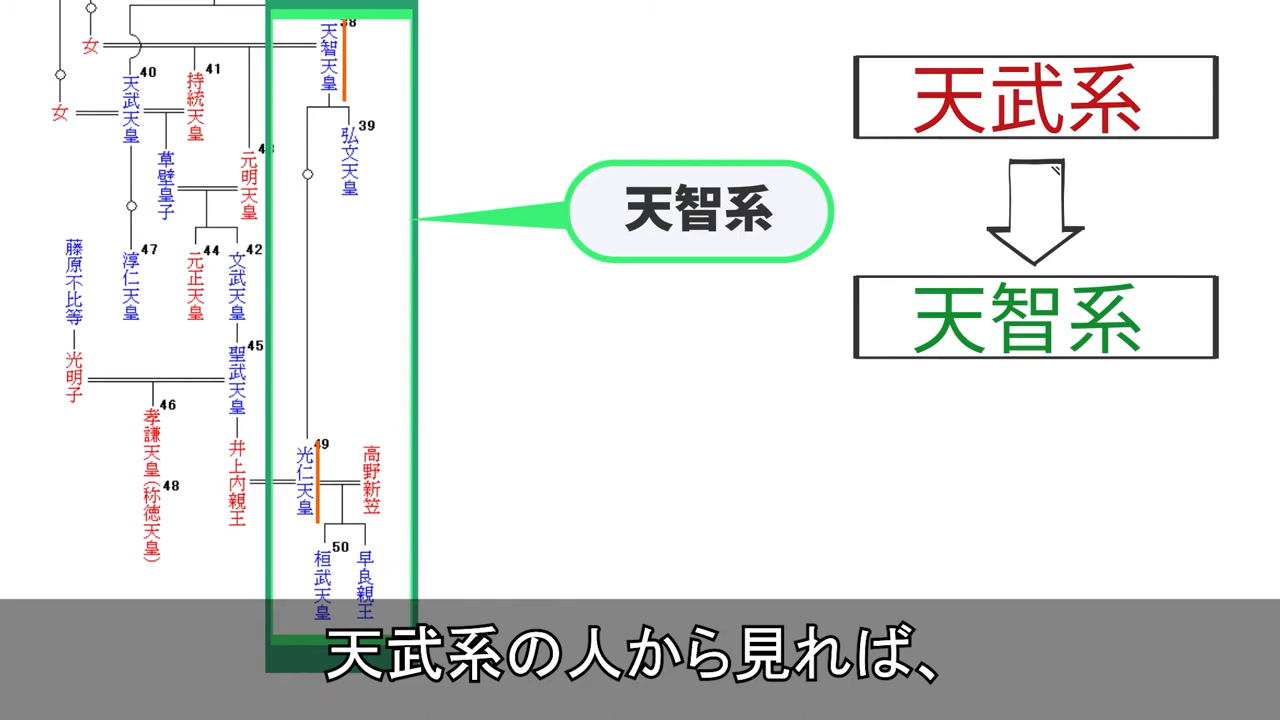 女
38
天智天皇
40
天武天皇
41
持統天皇
女
39
弘文天皇
草壁皇子
43
元明天皇
藤原不比等
47
淳仁天皇
44
元正天皇
42
文武天皇
光明子
45
聖武天皇
46
孝謙天皇(称徳天皇)
48
井上内親王
49
光仁天皇
高野新笠
50
桓武天皇
早良親王
天智系
天武系
天智系
天武系の人から見れば、